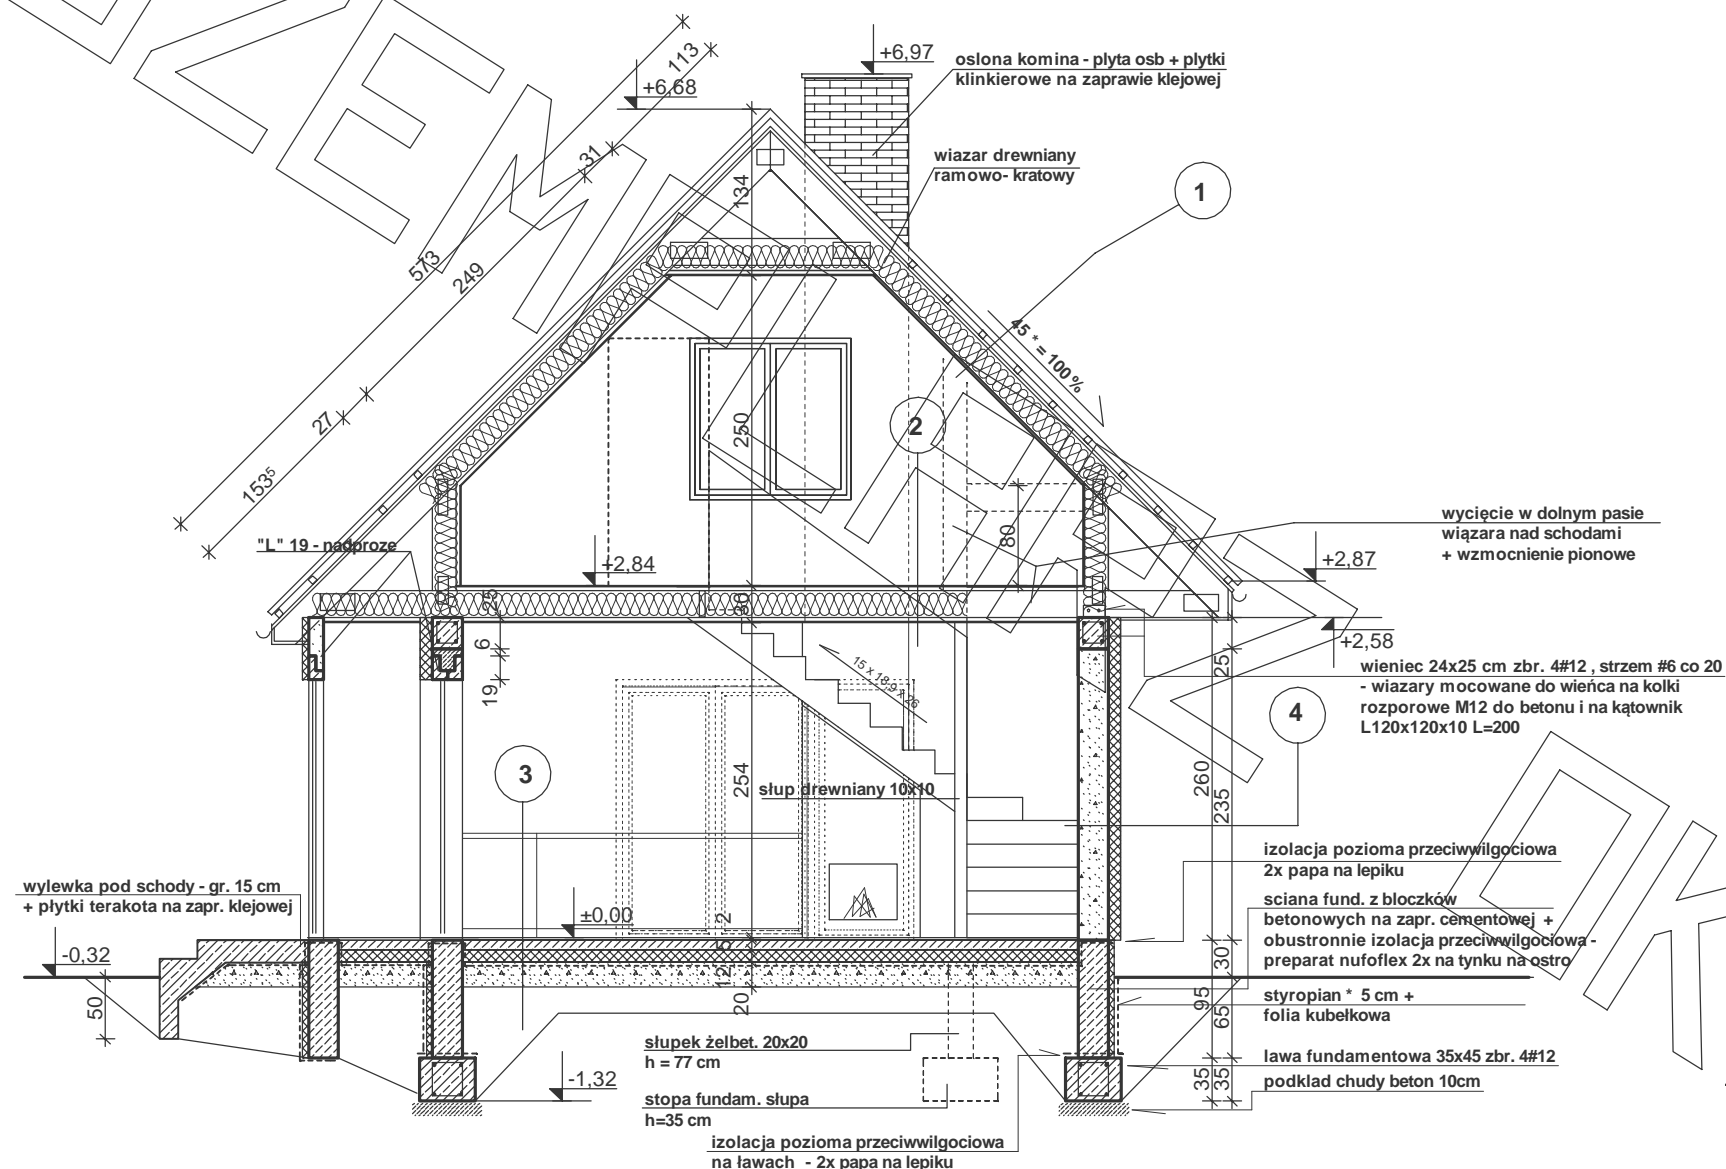 +6,97
oslona komina - plyta osb + plytki
klinkierowe na zaprawie klejowej
113
+6,68
31
134
wiazar drewniany
ramowo- kratowy
1
573
249
45 * = 100%
27
153⁵
250
2
80
"L" 19 - nadproze
+2,84
wycięcie w dolnym pasie
wiązara nad schodami
+ wzmocnienie pionowe
+2,87
25
30
6
19
+2,58
25
15 x 18,9 x 26
wieniec 24x25 cm zbr. 4#12 , strzem #6 co 20
- wiazary mocowane do wieńca na kolki
rozporowe M12 do betonu i na kątownik
L120x120x10 L=200
4
3
254
słup drewniany 10x10
260
235
izolacja pozioma przeciwwilgociowa
2x papa na lepiku
wylewka pod schody - gr. 15 cm
+ płytki terakota na zapr. klejowej
±0,00
sciana fund. z bloczków
betonowych na zapr. cementowej +
obustronnie izolacja przeciwwilgociowa -
preparat nufoflex 2x na tynku na ostro
-0,32
50
2
5
12
20
30
95
65
styropian * 5 cm +
folia kubełkowa
słupek żelbet. 20x20
h = 77 cm
lawa fundamentowa 35x45 zbr. 4#12
podklad chudy beton 10cm
-1,32
35
35
stopa fundam. słupa
h=35 cm
izolacja pozioma przeciwwilgociowa
na ławach - 2x papa na lepiku